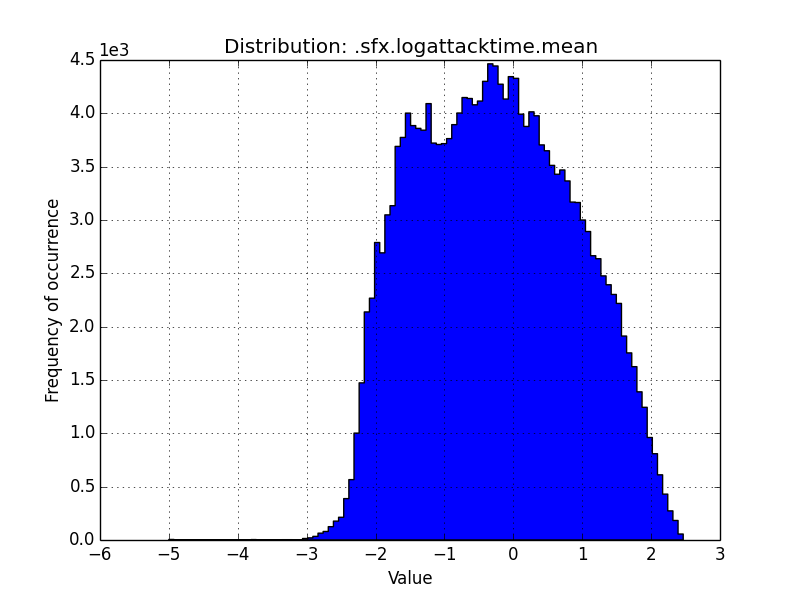 Distribution: .sfx.logattacktime.mean
1e3
4.5
4.0
3.5
3.0
2.5
2.0
1.5
1.0
0.5
0.0
Frequency of occurrence
−6 −5 −4 −3 −2 −1 0 1 2 3
Value